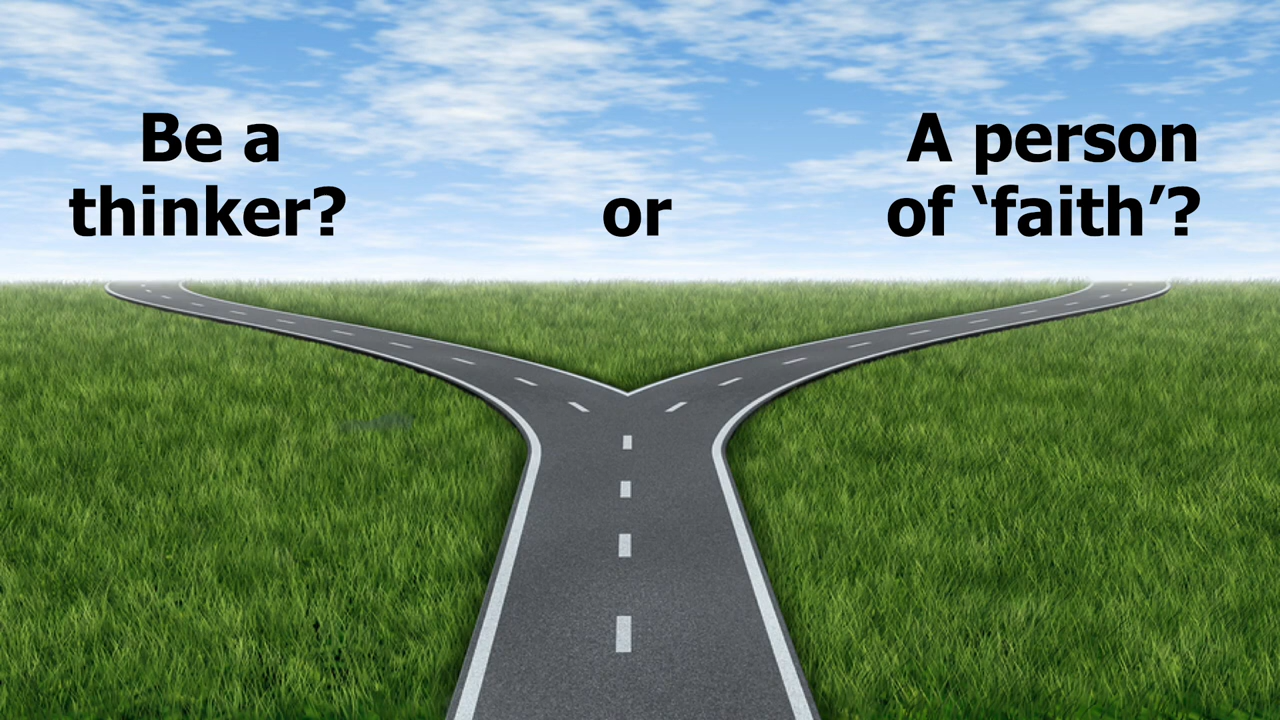 Be a
thinker?
or
A person
of ‘faith’?